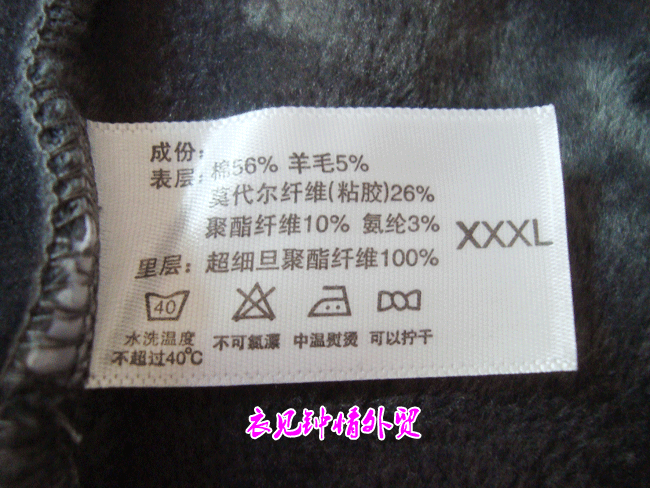 成份:
表层: 棉56% 羊毛5%
莫代尔纤维(粘胶)26%
聚酯纤维10% 氨纶3%
XXXL
里层: 超细旦聚酯纤维100%
40
水洗温度 不可氯漂 中温熨烫 可以拧干
不超过40℃
衣见钟情外贸